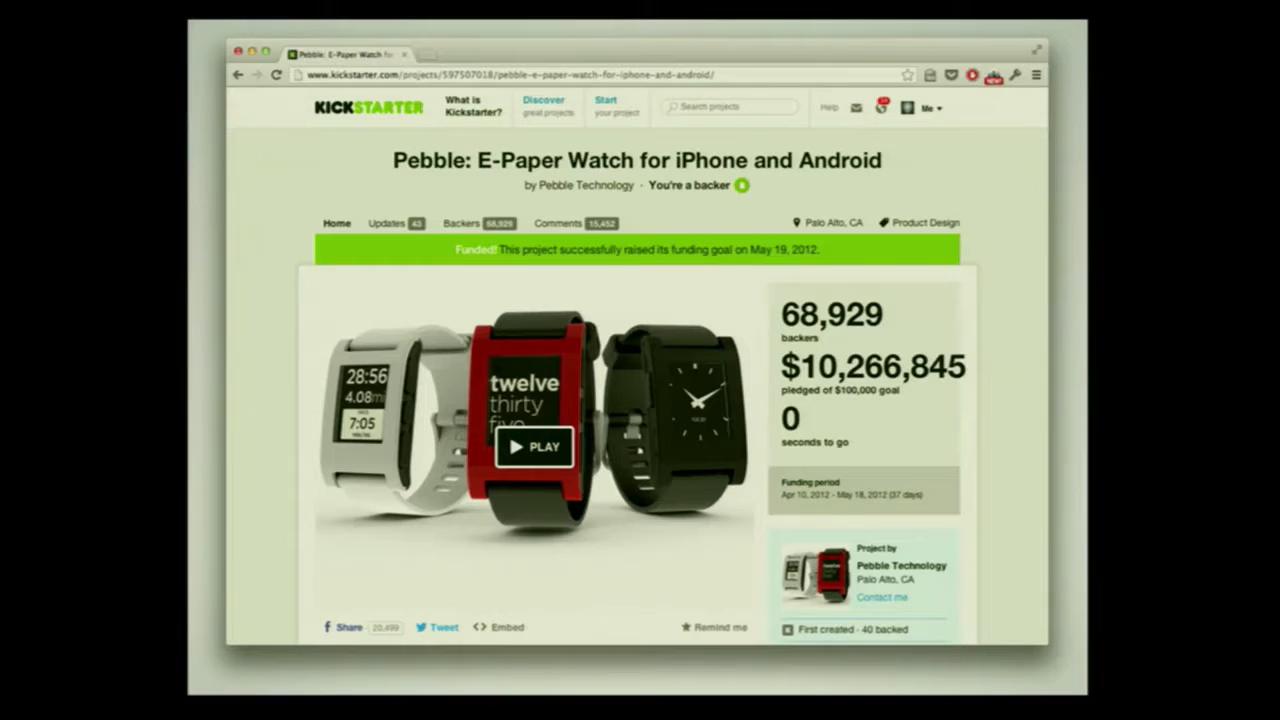 Pebble: E-Paper Watch for
www.kickstarter.com/projects/597507018/pebble-e-paper-watch-for-iphone-and-android/
NEW
KICKSTARTER
What is
Kickstarter?
Discover
great projects
Start
your project
Search projects
Help
Me
Pebble: E-Paper Watch for iPhone and Android
by Pebble Technology · You're a backer
Home Updates 43 Backers 68,929 Comments 15,452 Palo Alto, CA Product Design
Funded! This project successfully raised its funding goal on May 19, 2012.
28:56
4.08mi
7:05
twelve
thirty
five
PLAY
68,929
backers
$10,266,845
pledged of $100,000 goal
0
seconds to go
Funding period
Apr 10, 2012 - May 18, 2012 (37 days)
Project by
Pebble Technology
Palo Alto, CA
Contact me
First created · 40 backed
Share 20,499 Tweet Embed Remind me